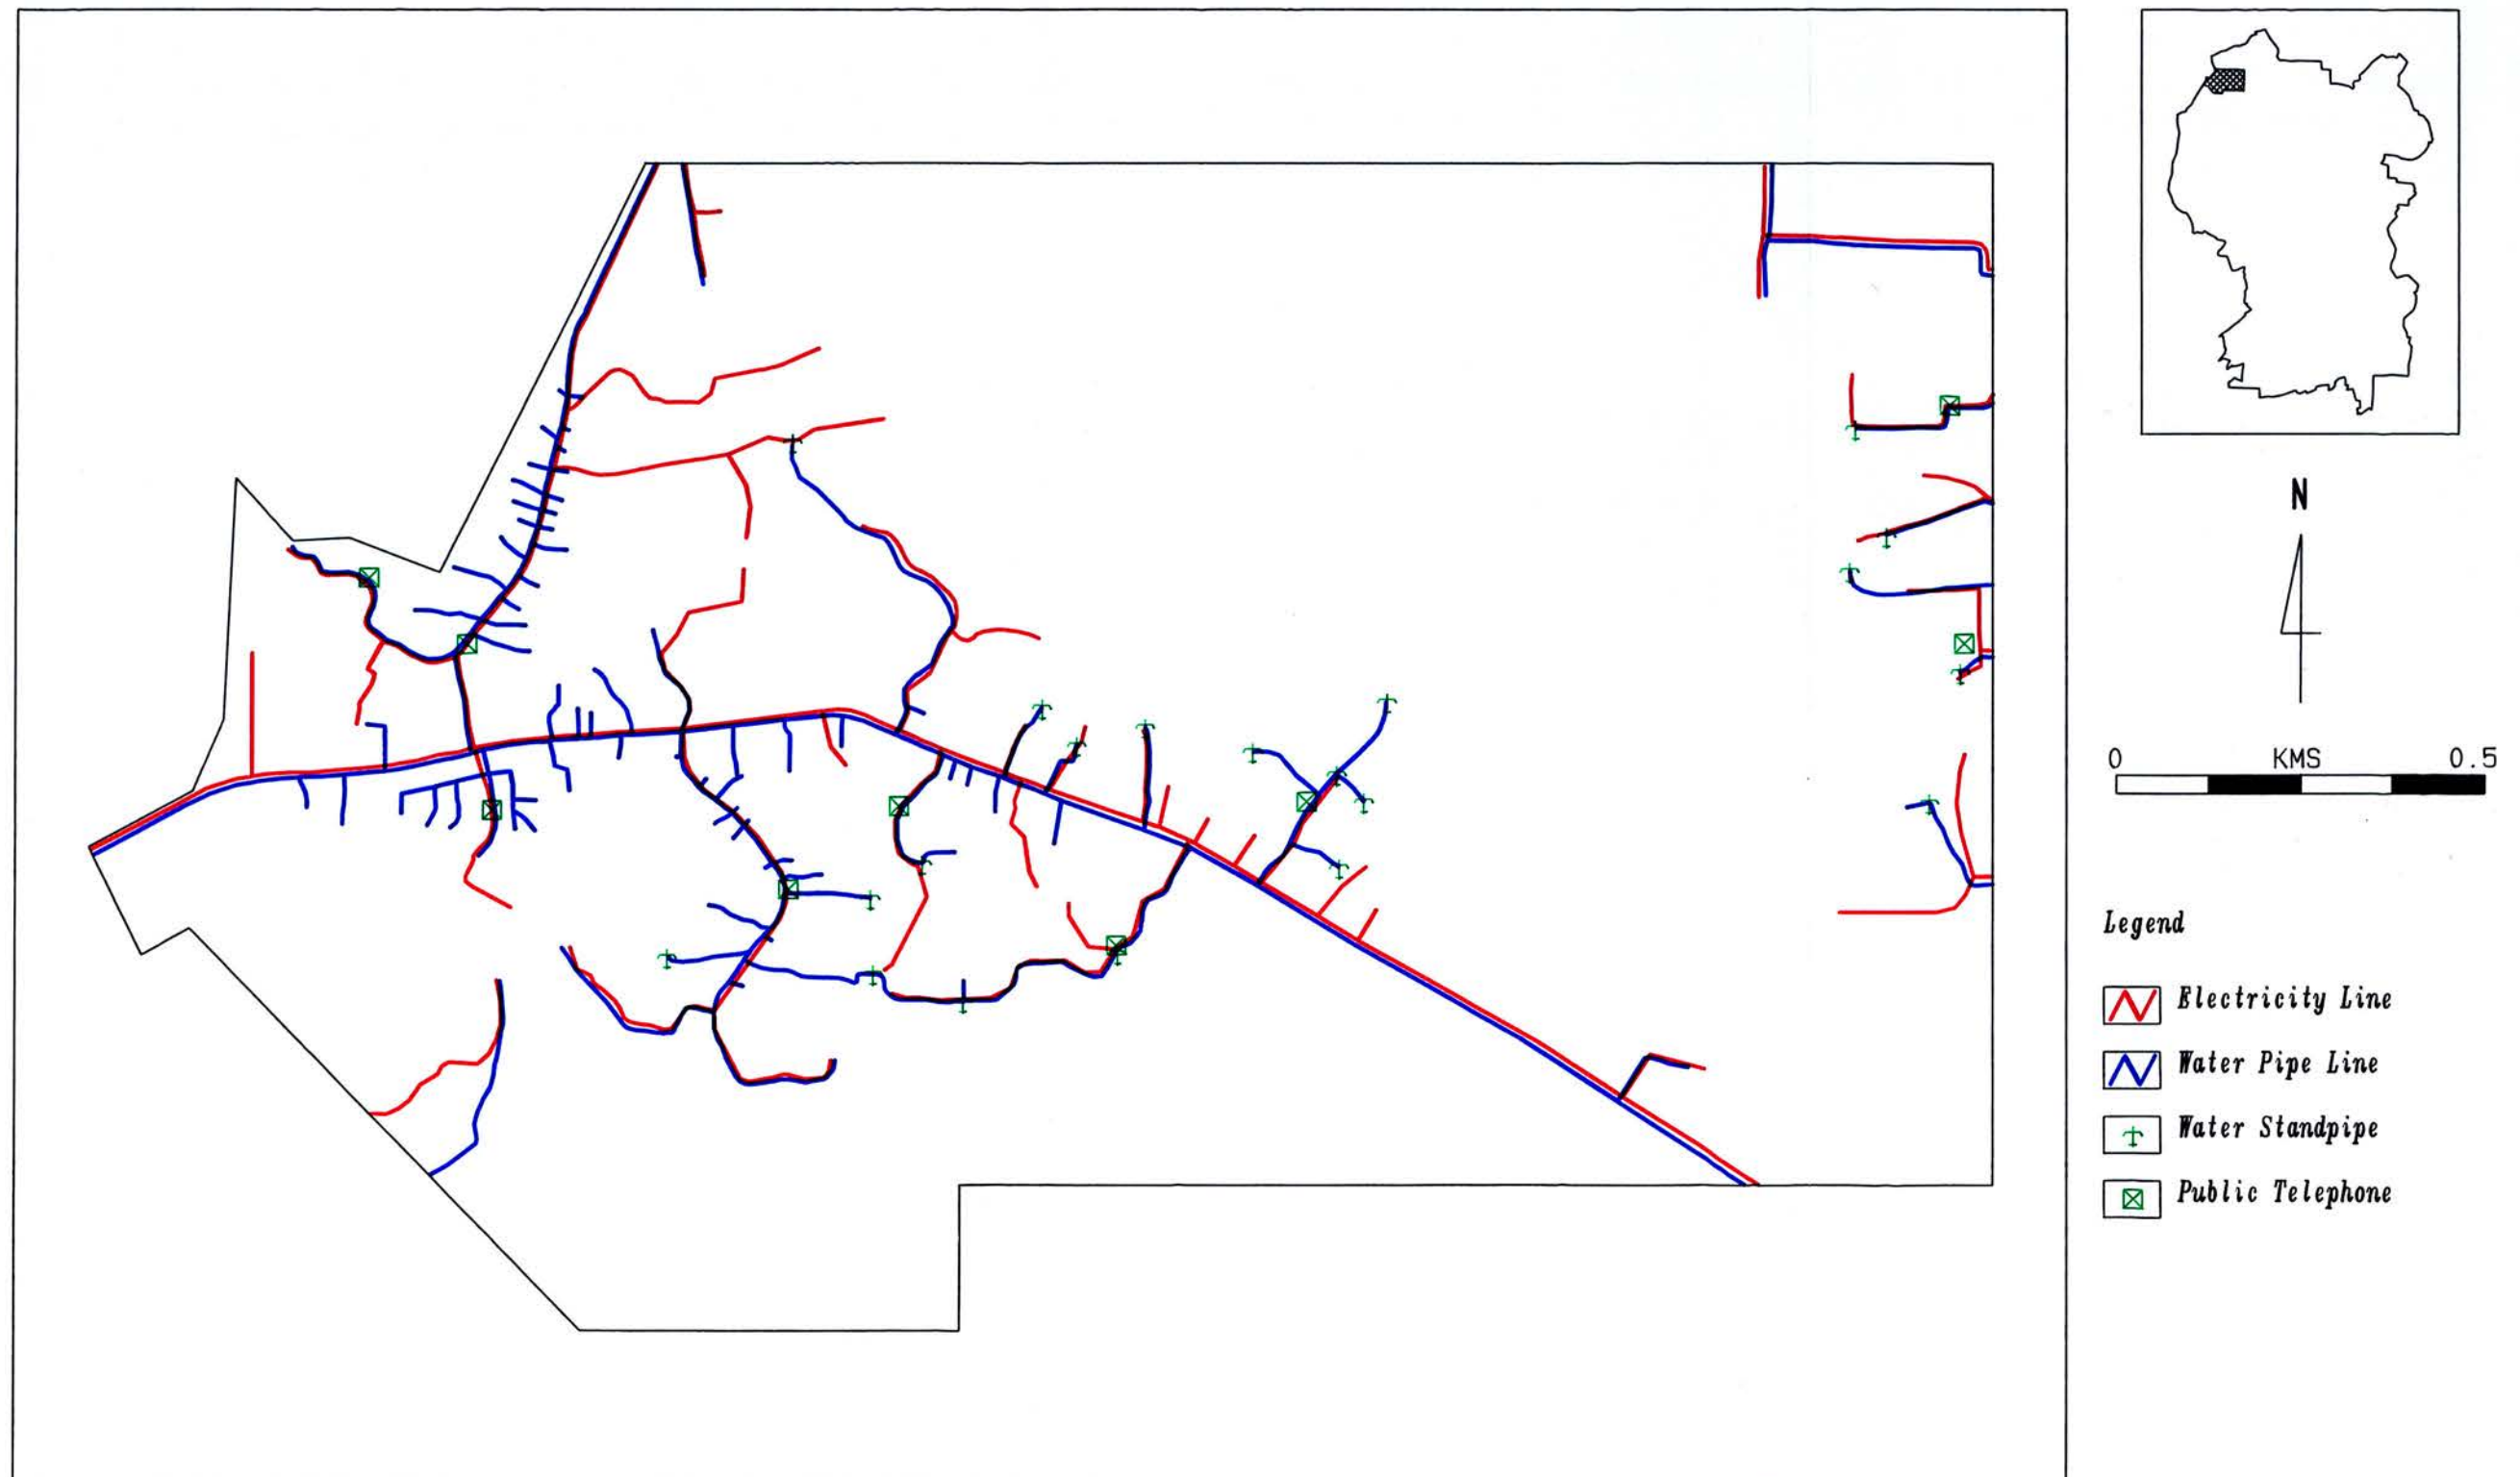 N
0 KMS 0.5
Legend
Electricity Line
Water Pipe Line
Water Standpipe
Public Telephone